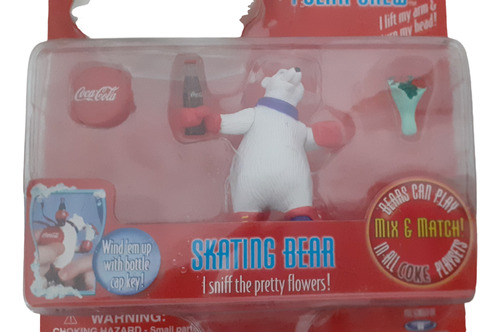 I lift my arm &
my head!
Coca-Cola
Wind 'em up
with bottle
cap key!
SKATING BEAR
I sniff the pretty flowers!
BEARS CAN PLAY
MIX & MATCH!
IN ALL COKE PLAYSETS
WARNING:
CHOKING HAZARD - Small parts